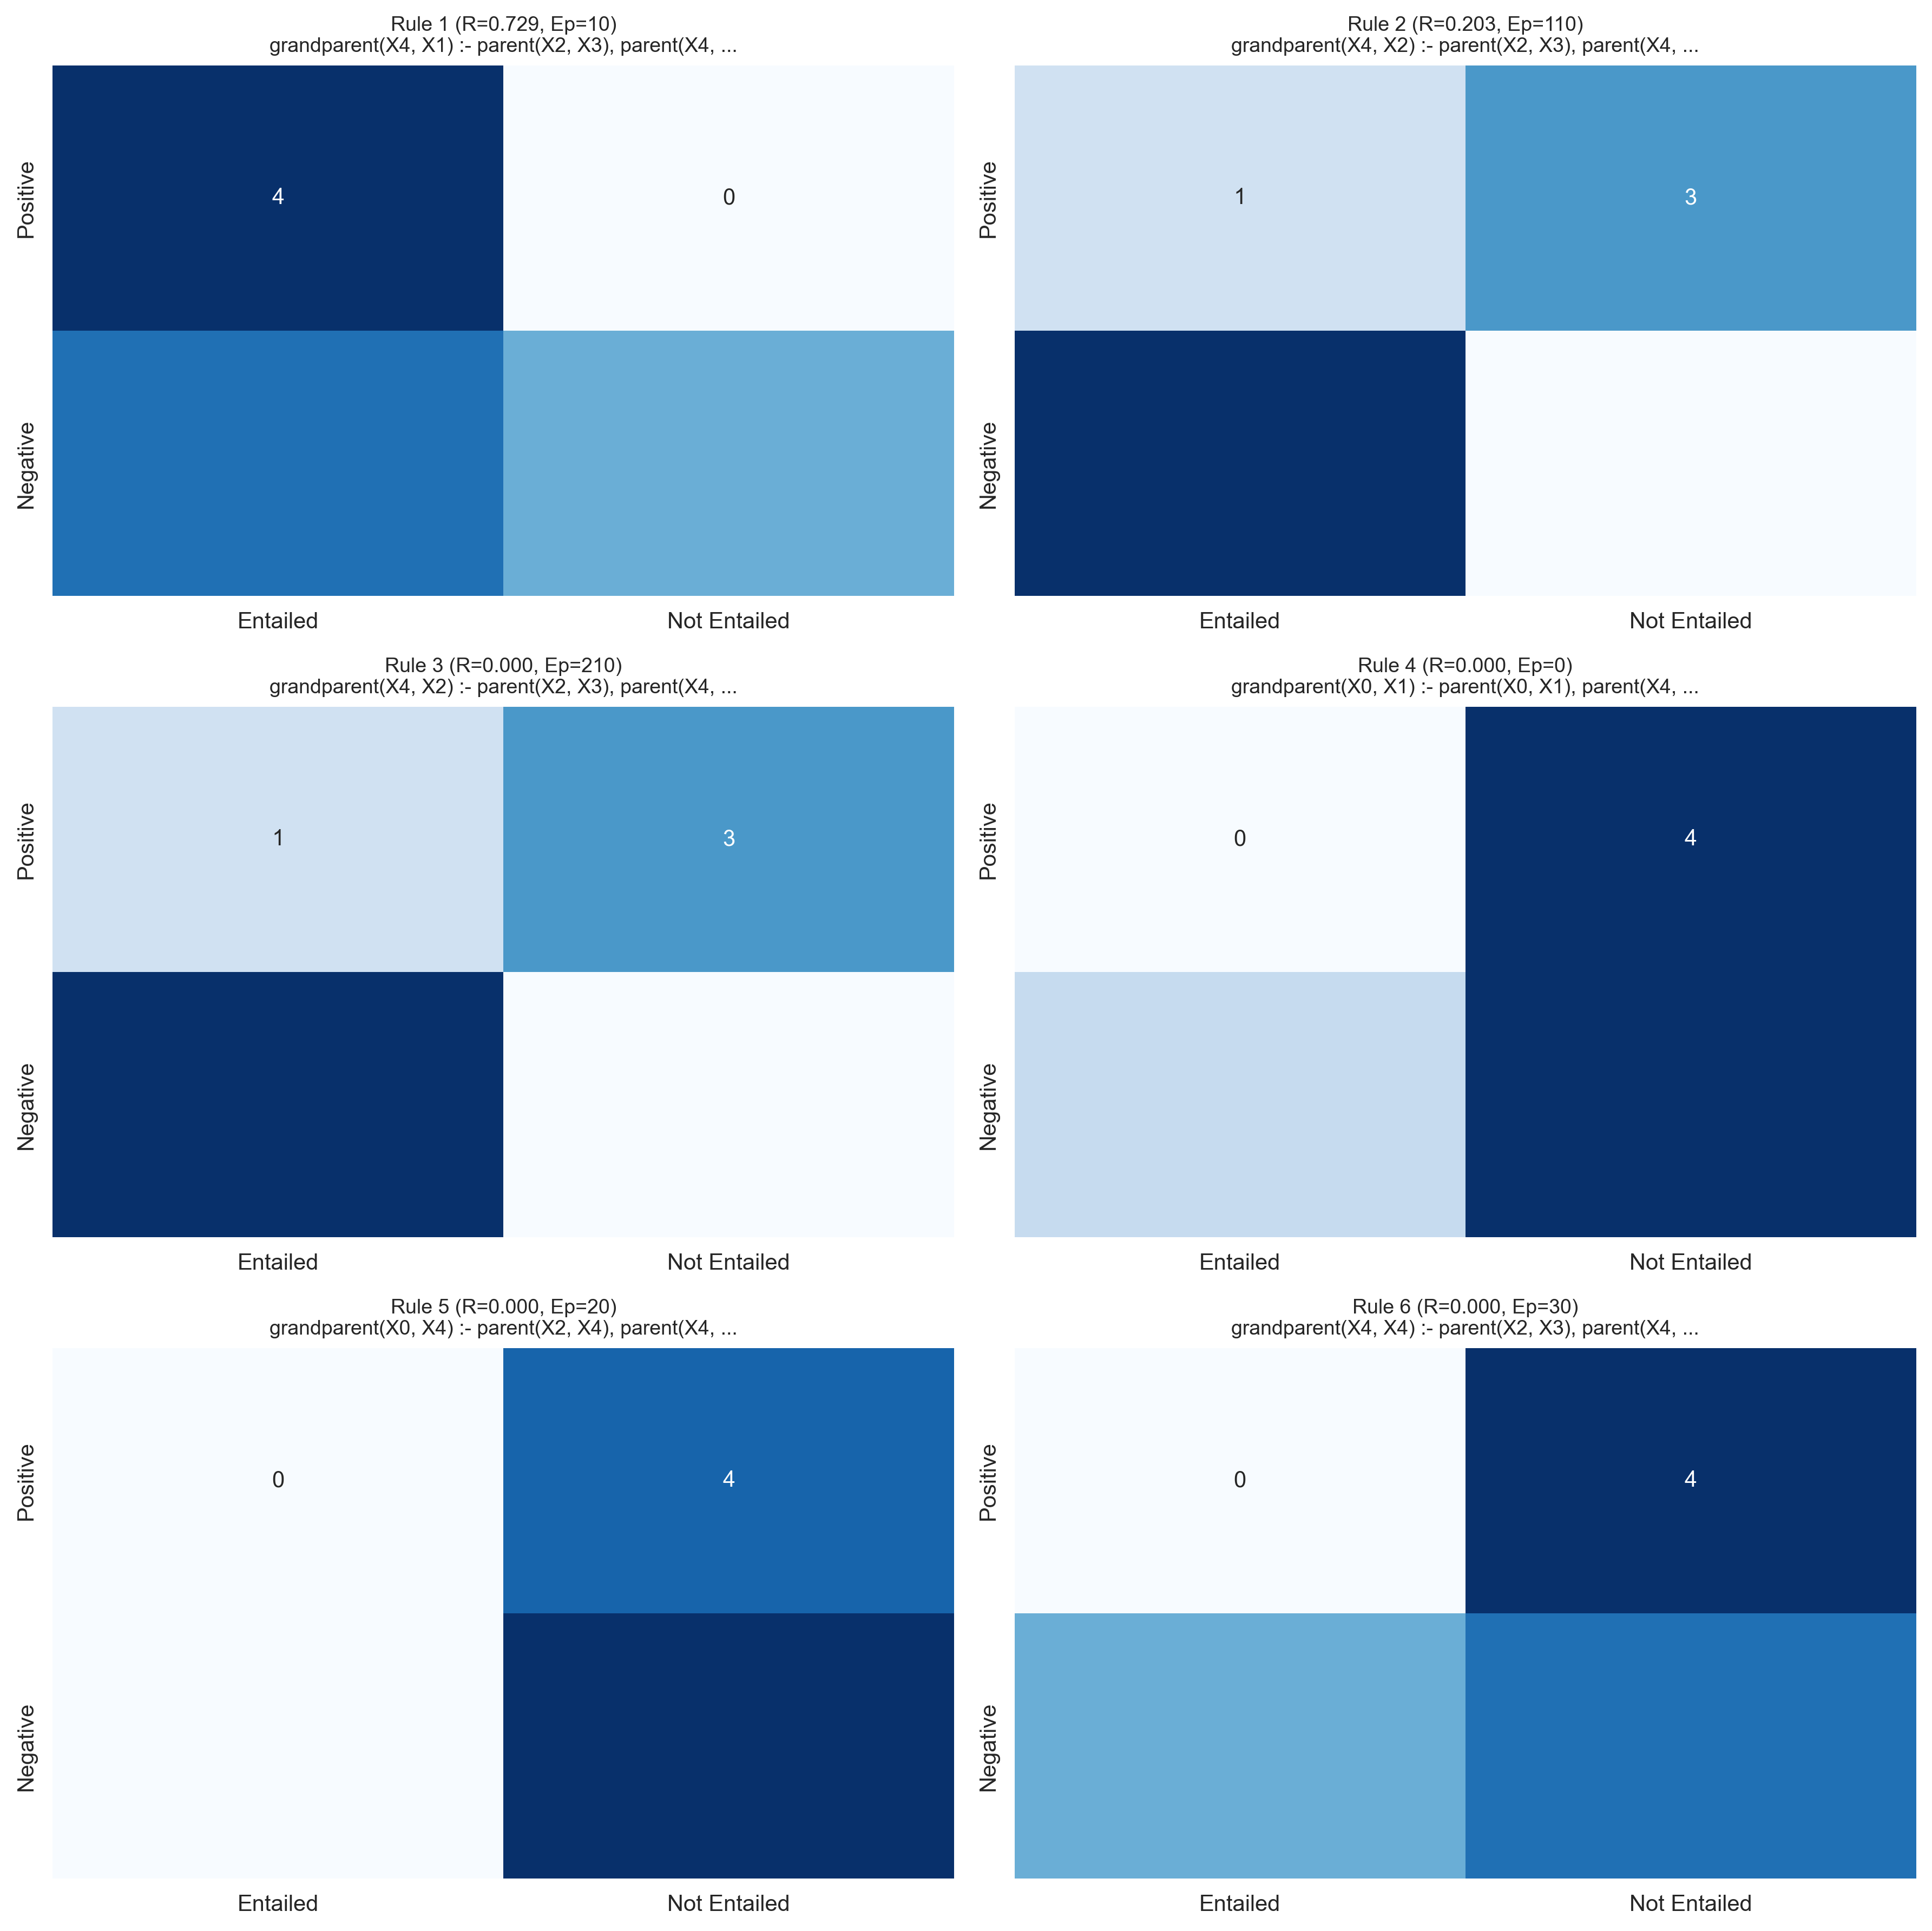 Rule 1 (R=0.729, Ep=10)
grandparent(X4, X1) :- parent(X2, X3), parent(X4, ...
Positive
4
0
Negative
Entailed
Not Entailed
Rule 2 (R=0.203, Ep=110)
grandparent(X4, X2) :- parent(X2, X3), parent(X4, ...
Positive
1
3
Negative
Entailed
Not Entailed
Rule 3 (R=0.000, Ep=210)
grandparent(X4, X2) :- parent(X2, X3), parent(X4, ...
Positive
1
3
Negative
Entailed
Not Entailed
Rule 4 (R=0.000, Ep=0)
grandparent(X0, X1) :- parent(X0, X1), parent(X4, ...
Positive
0
4
Negative
Entailed
Not Entailed
Rule 5 (R=0.000, Ep=20)
grandparent(X0, X4) :- parent(X2, X4), parent(X4, ...
Positive
0
4
Negative
Entailed
Not Entailed
Rule 6 (R=0.000, Ep=30)
grandparent(X4, X4) :- parent(X2, X3), parent(X4, ...
Positive
0
4
Negative
Entailed
Not Entailed